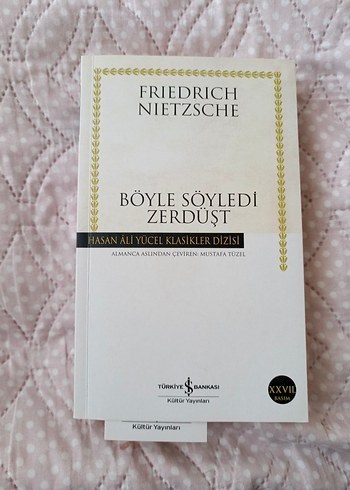 FRIEDRICH
NIETZSCHE
BÖYLE SÖYLEDİ
ZERDÜŞT
HASAN ÂLİ YÜCEL KLASİKLER DİZİSİ
ALMANCA ASLINDAN ÇEVİREN: MUSTAFA TÜZEL
XXVII.
BASIM
TÜRKİYE İŞ BANKASI
Kültür Yayınları
Kültür Yayınları